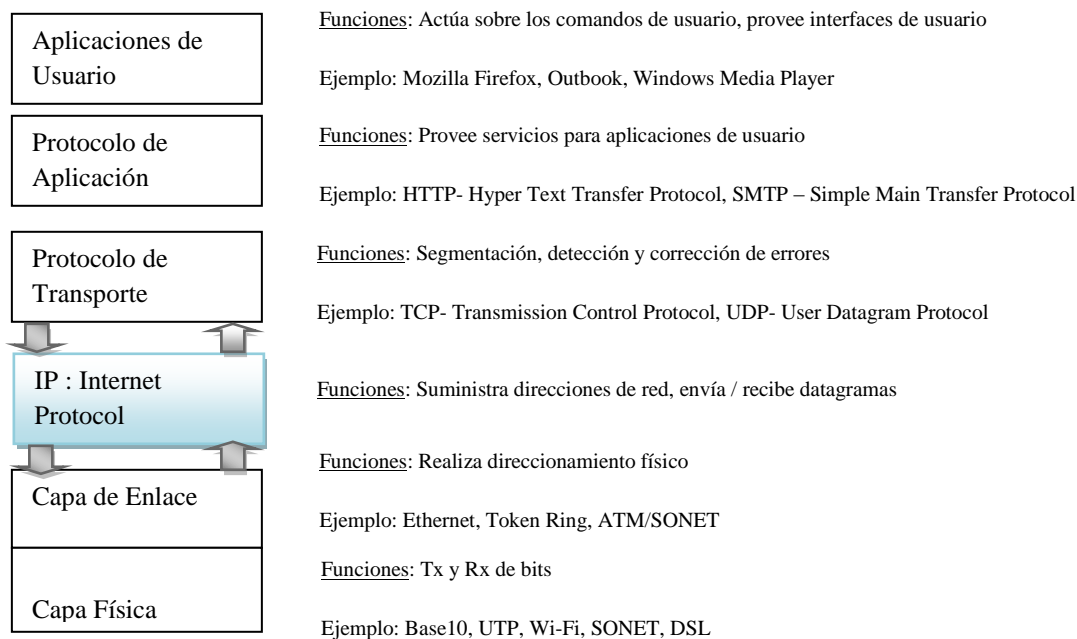 Aplicaciones de
Usuario
Funciones: Actúa sobre los comandos de usuario, provee interfaces de usuario
Ejemplo: Mozilla Firefox, Outbook, Windows Media Player
Protocolo de
Aplicación
Funciones: Provee servicios para aplicaciones de usuario
Ejemplo: HTTP- Hyper Text Transfer Protocol, SMTP – Simple Main Transfer Protocol
Protocolo de
Transporte
Funciones: Segmentación, detección y corrección de errores
Ejemplo: TCP- Transmission Control Protocol, UDP- User Datagram Protocol
IP : Internet
Protocol
Funciones: Suministra direcciones de red, envía / recibe datagramas
Capa de Enlace
Funciones: Realiza direccionamiento físico
Ejemplo: Ethernet, Token Ring, ATM/SONET
Capa Física
Funciones: Tx y Rx de bits
Ejemplo: Base10, UTP, Wi-Fi, SONET, DSL